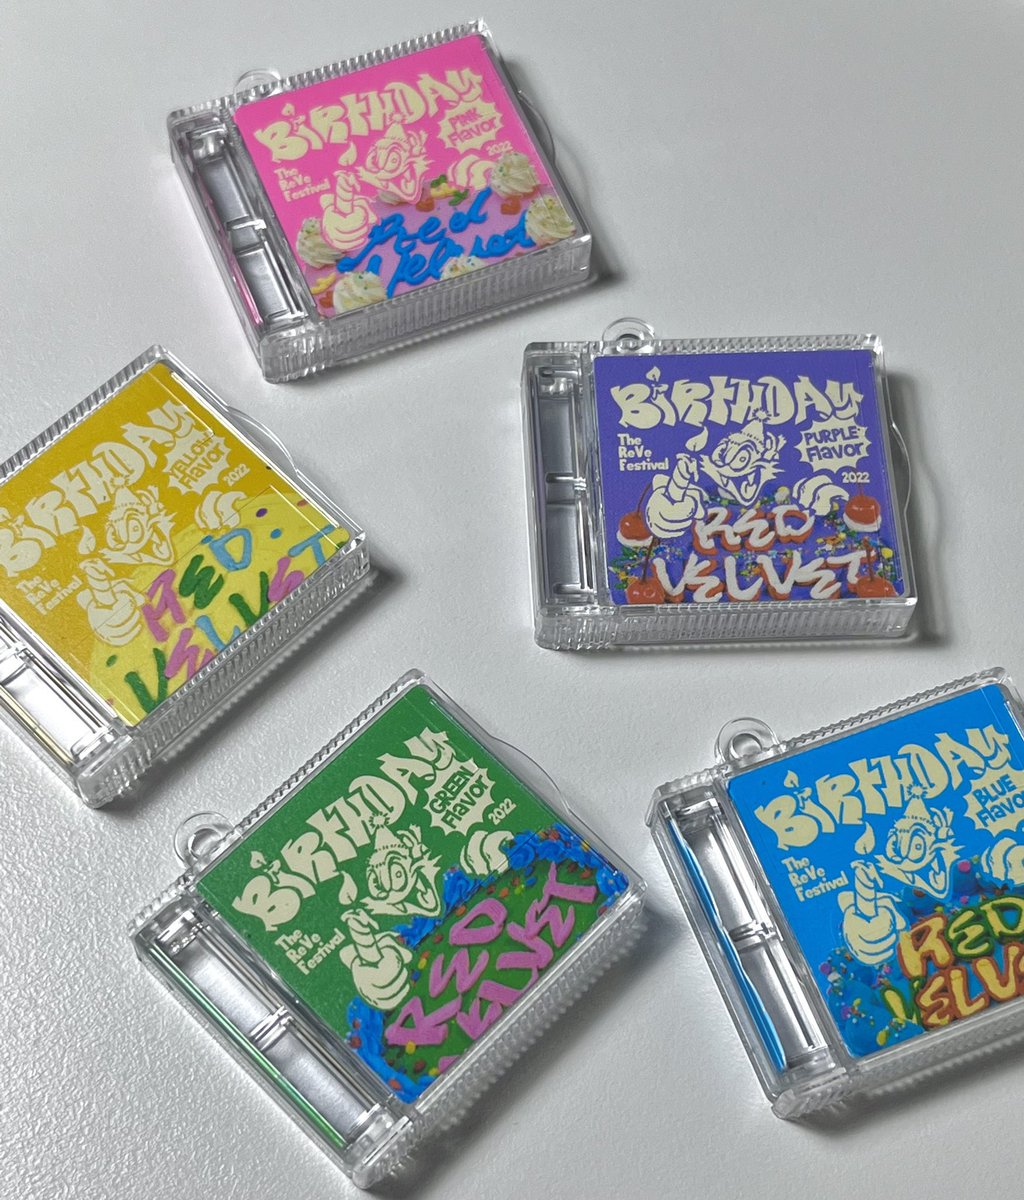 BIRTHDAY
PINK
Flavor
2022
The
ReVe
Festival
Red
Velvet
BIRTHDAY
PURPLE
Flavor
2022
The
ReVe
Festival
RED
VELVET
BIRTHDAY
YELLOW
Flavor
2022
The
ReVe
Festival
RED
VELVET
BIRTHDAY
GREEN
Flavor
2022
The
ReVe
Festival
RED
VELVET
BIRTHDAY
BLUE
Flavor
The
ReVe
Festival
RED